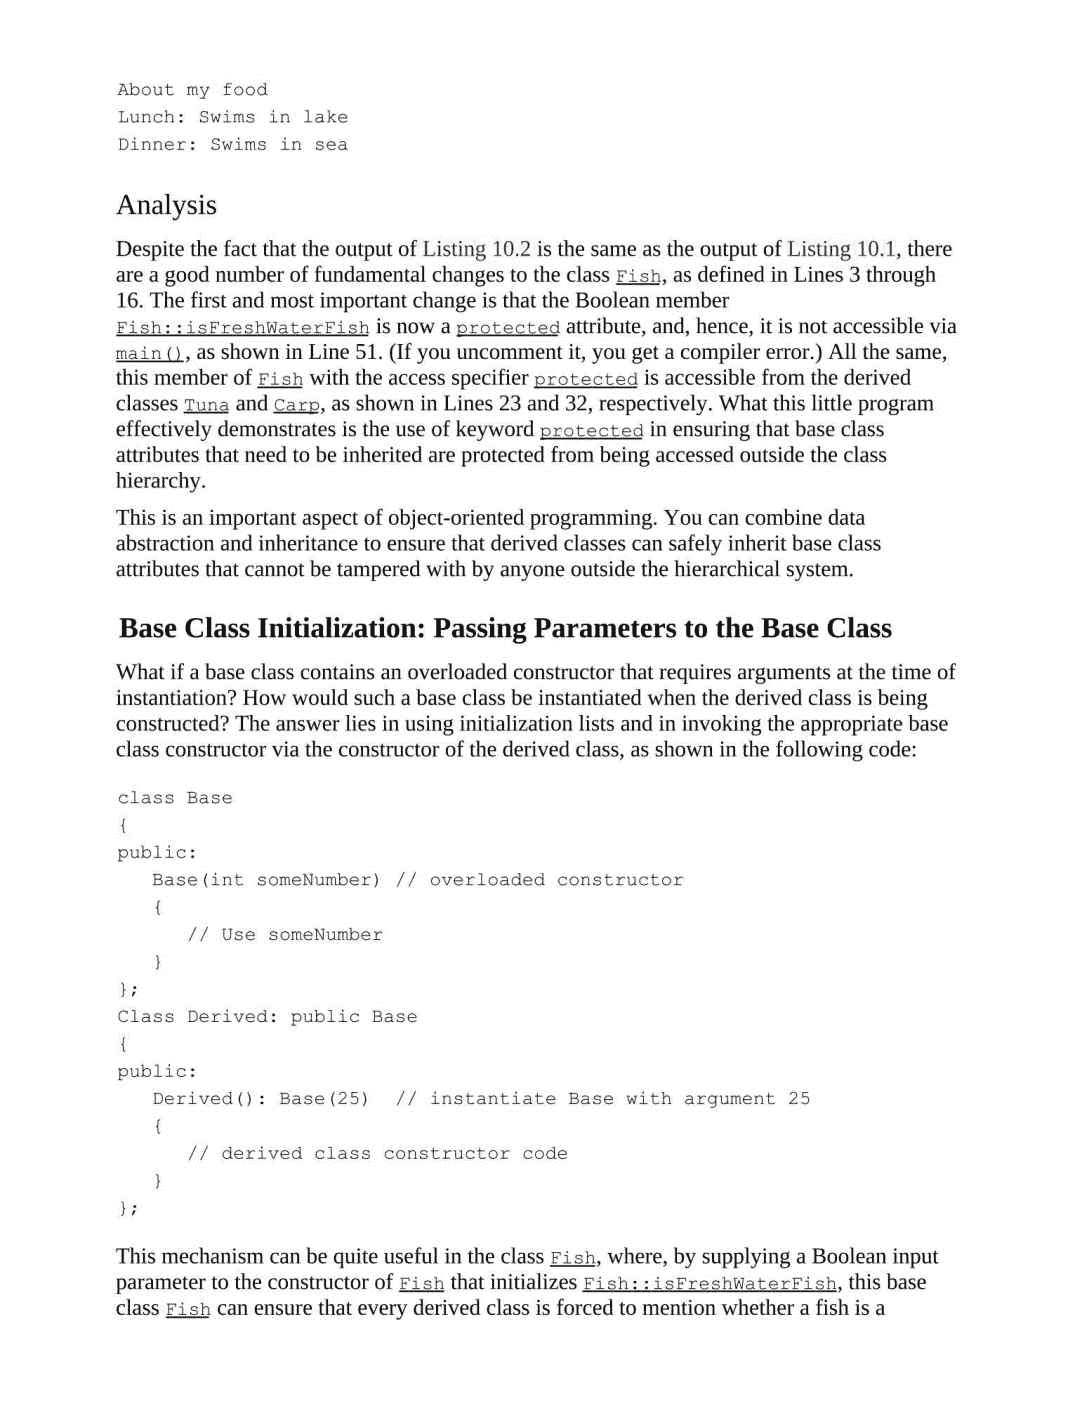 About my food
Lunch: Swims in lake
Dinner: Swims in sea
Analysis
Despite the fact that the output of Listing 10.2 is the same as the output of Listing 10.1, there
are a good number of fundamental changes to the class Fish, as defined in Lines 3 through
16. The first and most important change is that the Boolean member
Fish::isFreshWaterFish is now a protected attribute, and, hence, it is not accessible via
main(), as shown in Line 51. (If you uncomment it, you get a compiler error.) All the same,
this member of Fish with the access specifier protected is accessible from the derived
classes Tuna and Carp, as shown in Lines 23 and 32, respectively. What this little program
effectively demonstrates is the use of keyword protected in ensuring that base class
attributes that need to be inherited are protected from being accessed outside the class
hierarchy.
This is an important aspect of object-oriented programming. You can combine data
abstraction and inheritance to ensure that derived classes can safely inherit base class
attributes that cannot be tampered with by anyone outside the hierarchical system.
Base Class Initialization: Passing Parameters to the Base Class
What if a base class contains an overloaded constructor that requires arguments at the time of
instantiation? How would such a base class be instantiated when the derived class is being
constructed? The answer lies in using initialization lists and in invoking the appropriate base
class constructor via the constructor of the derived class, as shown in the following code:
class Base
{
public:
   Base(int someNumber) // overloaded constructor
   {
      // Use someNumber
   }
};
Class Derived: public Base
{
public:
   Derived(): Base(25)  // instantiate Base with argument 25
   {
      // derived class constructor code
   }
};
This mechanism can be quite useful in the class Fish, where, by supplying a Boolean input
parameter to the constructor of Fish that initializes Fish::isFreshWaterFish, this base
class Fish can ensure that every derived class is forced to mention whether a fish is a